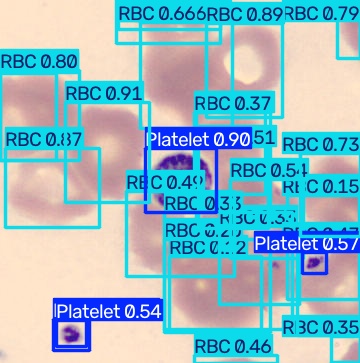 RBC 0.666
RBC 0.89
RBC 0.79
RBC 0.80
RBC 0.91
RBC 0.37
RBC 0.87
Platelet 0.90
51
RBC 0.73
RBC 0.54
RBC 0.49
RBC 0.15
RBC 0.33
RBC
Platelet 0.57
Platelet 0.54
RBC 0.35
RBC 0.46